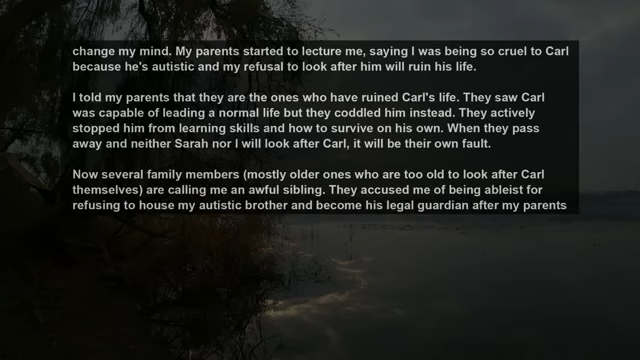 change my mind. My parents started to lecture me, saying I was being so cruel to Carl
because he's autistic and my refusal to look after him will ruin his life.
I told my parents that they are the ones who have ruined Carl's life. They saw Carl
was capable of leading a normal life but they coddled him instead. They actively
stopped him from learning skills and how to survive on his own. When they pass
away and neither Sarah nor I will look after Carl, it will be their own fault.
Now several family members (mostly older ones who are too old to look after Carl
themselves) are calling me an awful sibling. They accused me of being ableist for
refusing to house my autistic brother and become his legal guardian after my parents